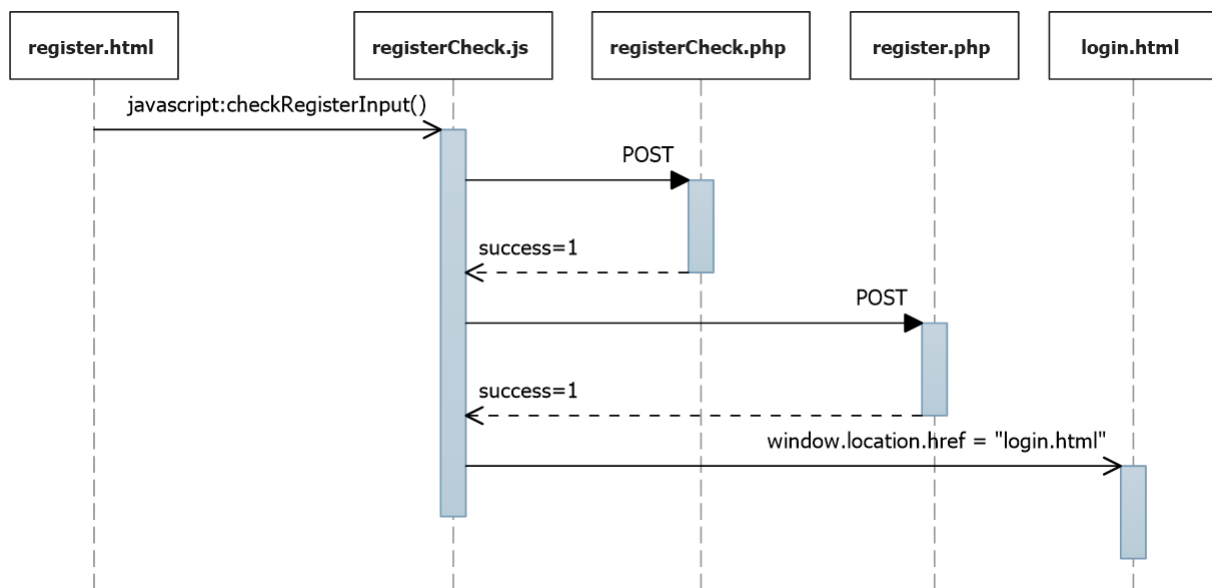 register.html
registerCheck.js
registerCheck.php
register.php
login.html
javascript:checkRegisterInput()
POST
success=1
POST
success=1
window.location.href = "login.html"